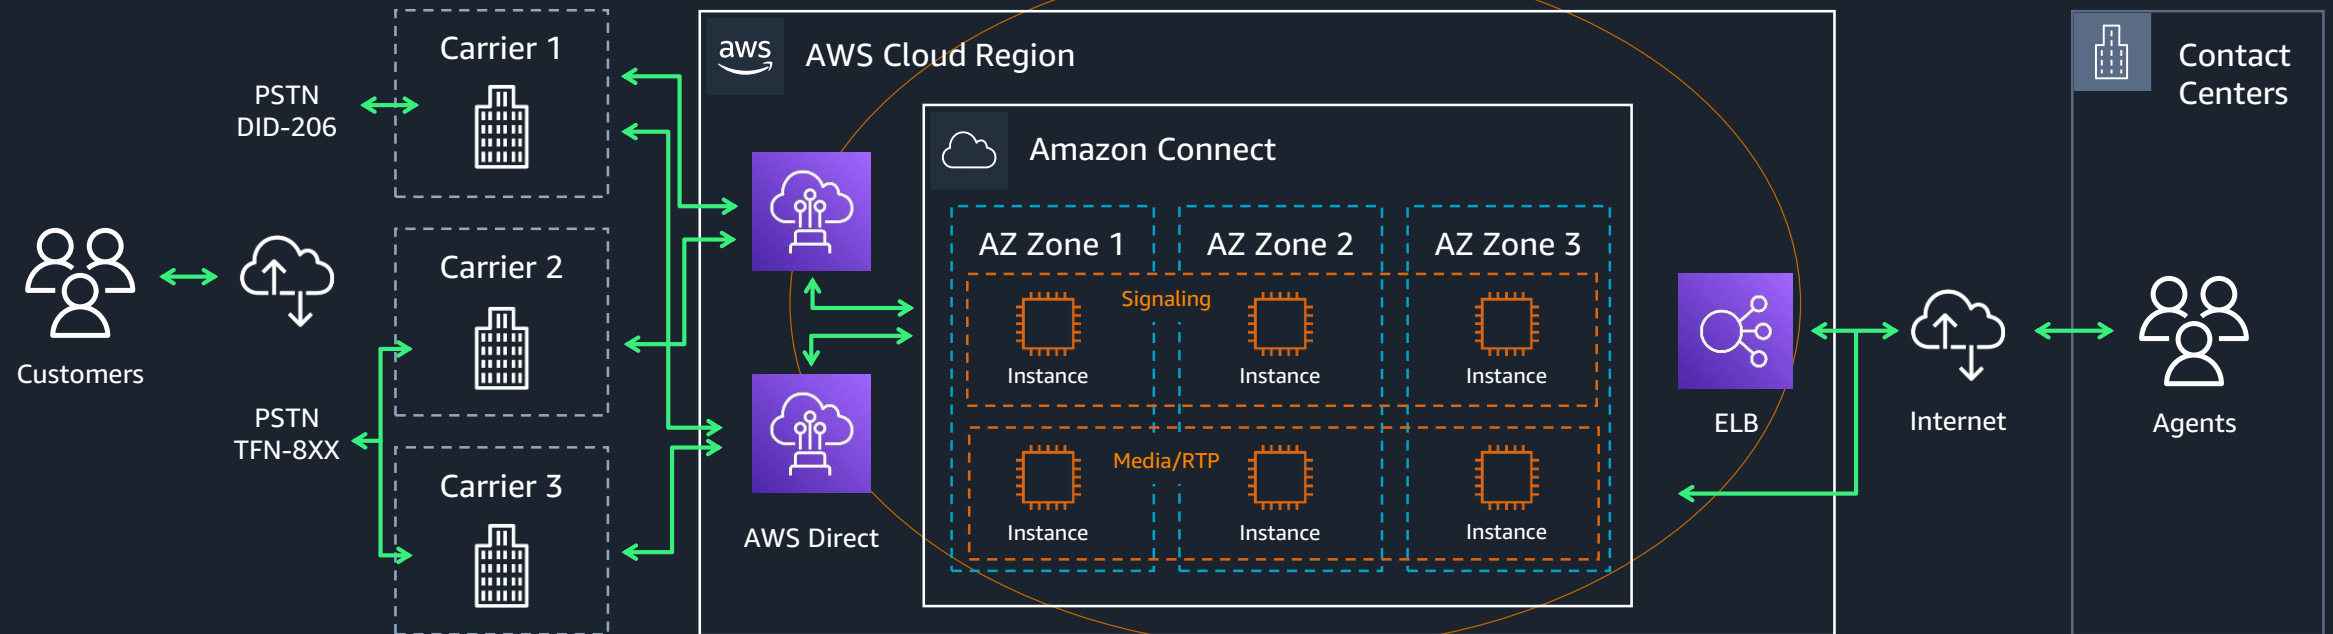 Carrier 1
PSTN
DID-206
Carrier 2
Customers
PSTN
TFN-8XX
Carrier 3
aws
AWS Cloud Region
Amazon Connect
AZ Zone 1
AZ Zone 2
AZ Zone 3
Signaling
Instance
Instance
Instance
Media/RTP
Instance
Instance
Instance
AWS Direct
ELB
Internet
Contact
Centers
Agents